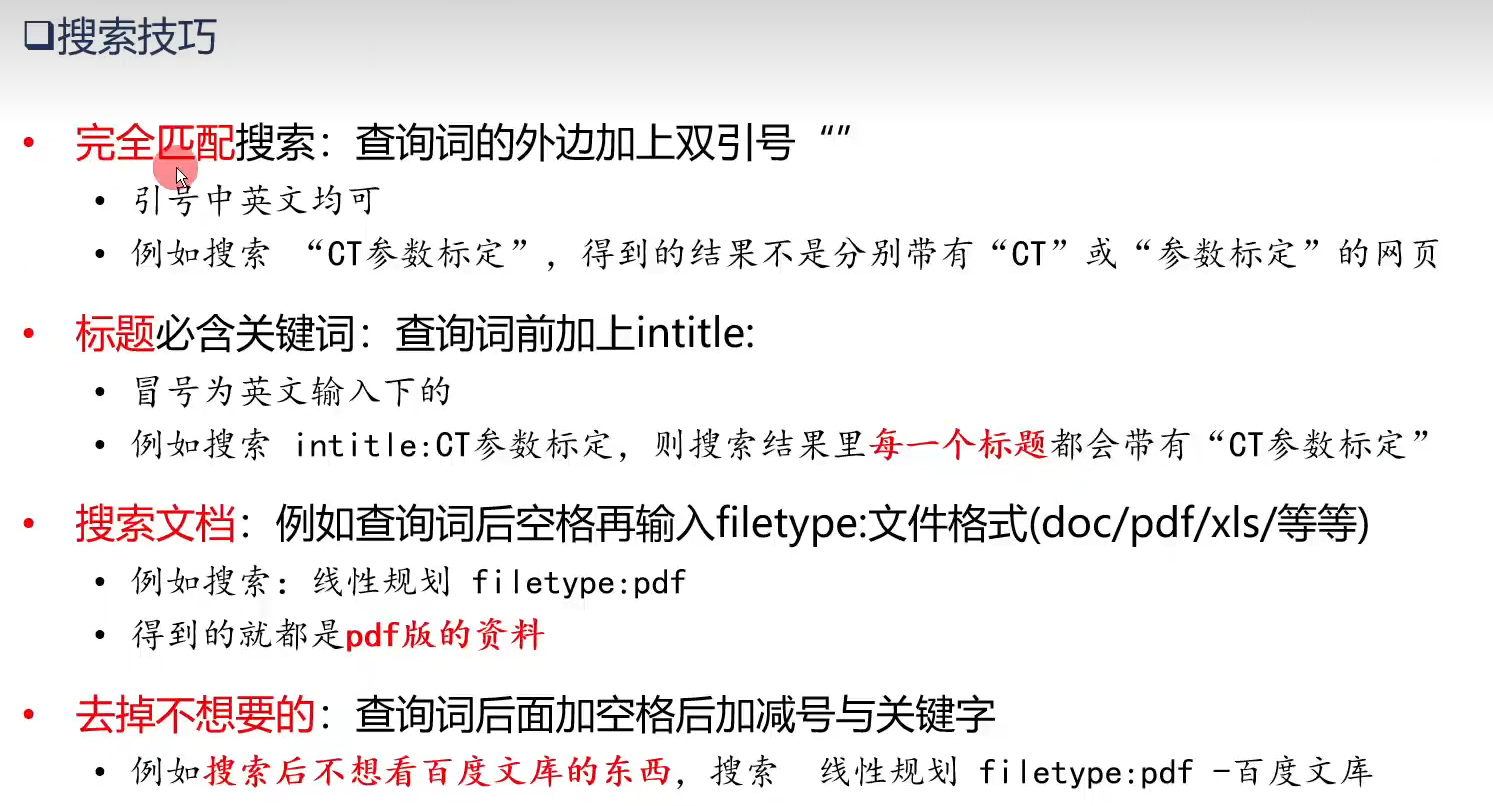 ❑搜索技巧
• 完全匹配搜索：查询词的外边加上双引号“”
• 引号中英文均可
• 例如搜索 “CT参数标定”，得到的结果不是分别带有“CT”或“参数标定”的网页
• 标题必含关键词：查询词前加上intitle:
• 冒号为英文输入下的
• 例如搜索 intitle:CT参数标定，则搜索结果里每一个标题都会带有“CT参数标定”
• 搜索文档：例如查询词后空格再输入filetype:文件格式(doc/pdf/xls/等等)
• 例如搜索：线性规划 filetype:pdf
• 得到的就都是pdf版的资料
• 去掉不想要的：查询词后面加空格后加减号与关键字
• 例如搜索后不想看百度文库的东西，搜索 线性规划 filetype:pdf -百度文库